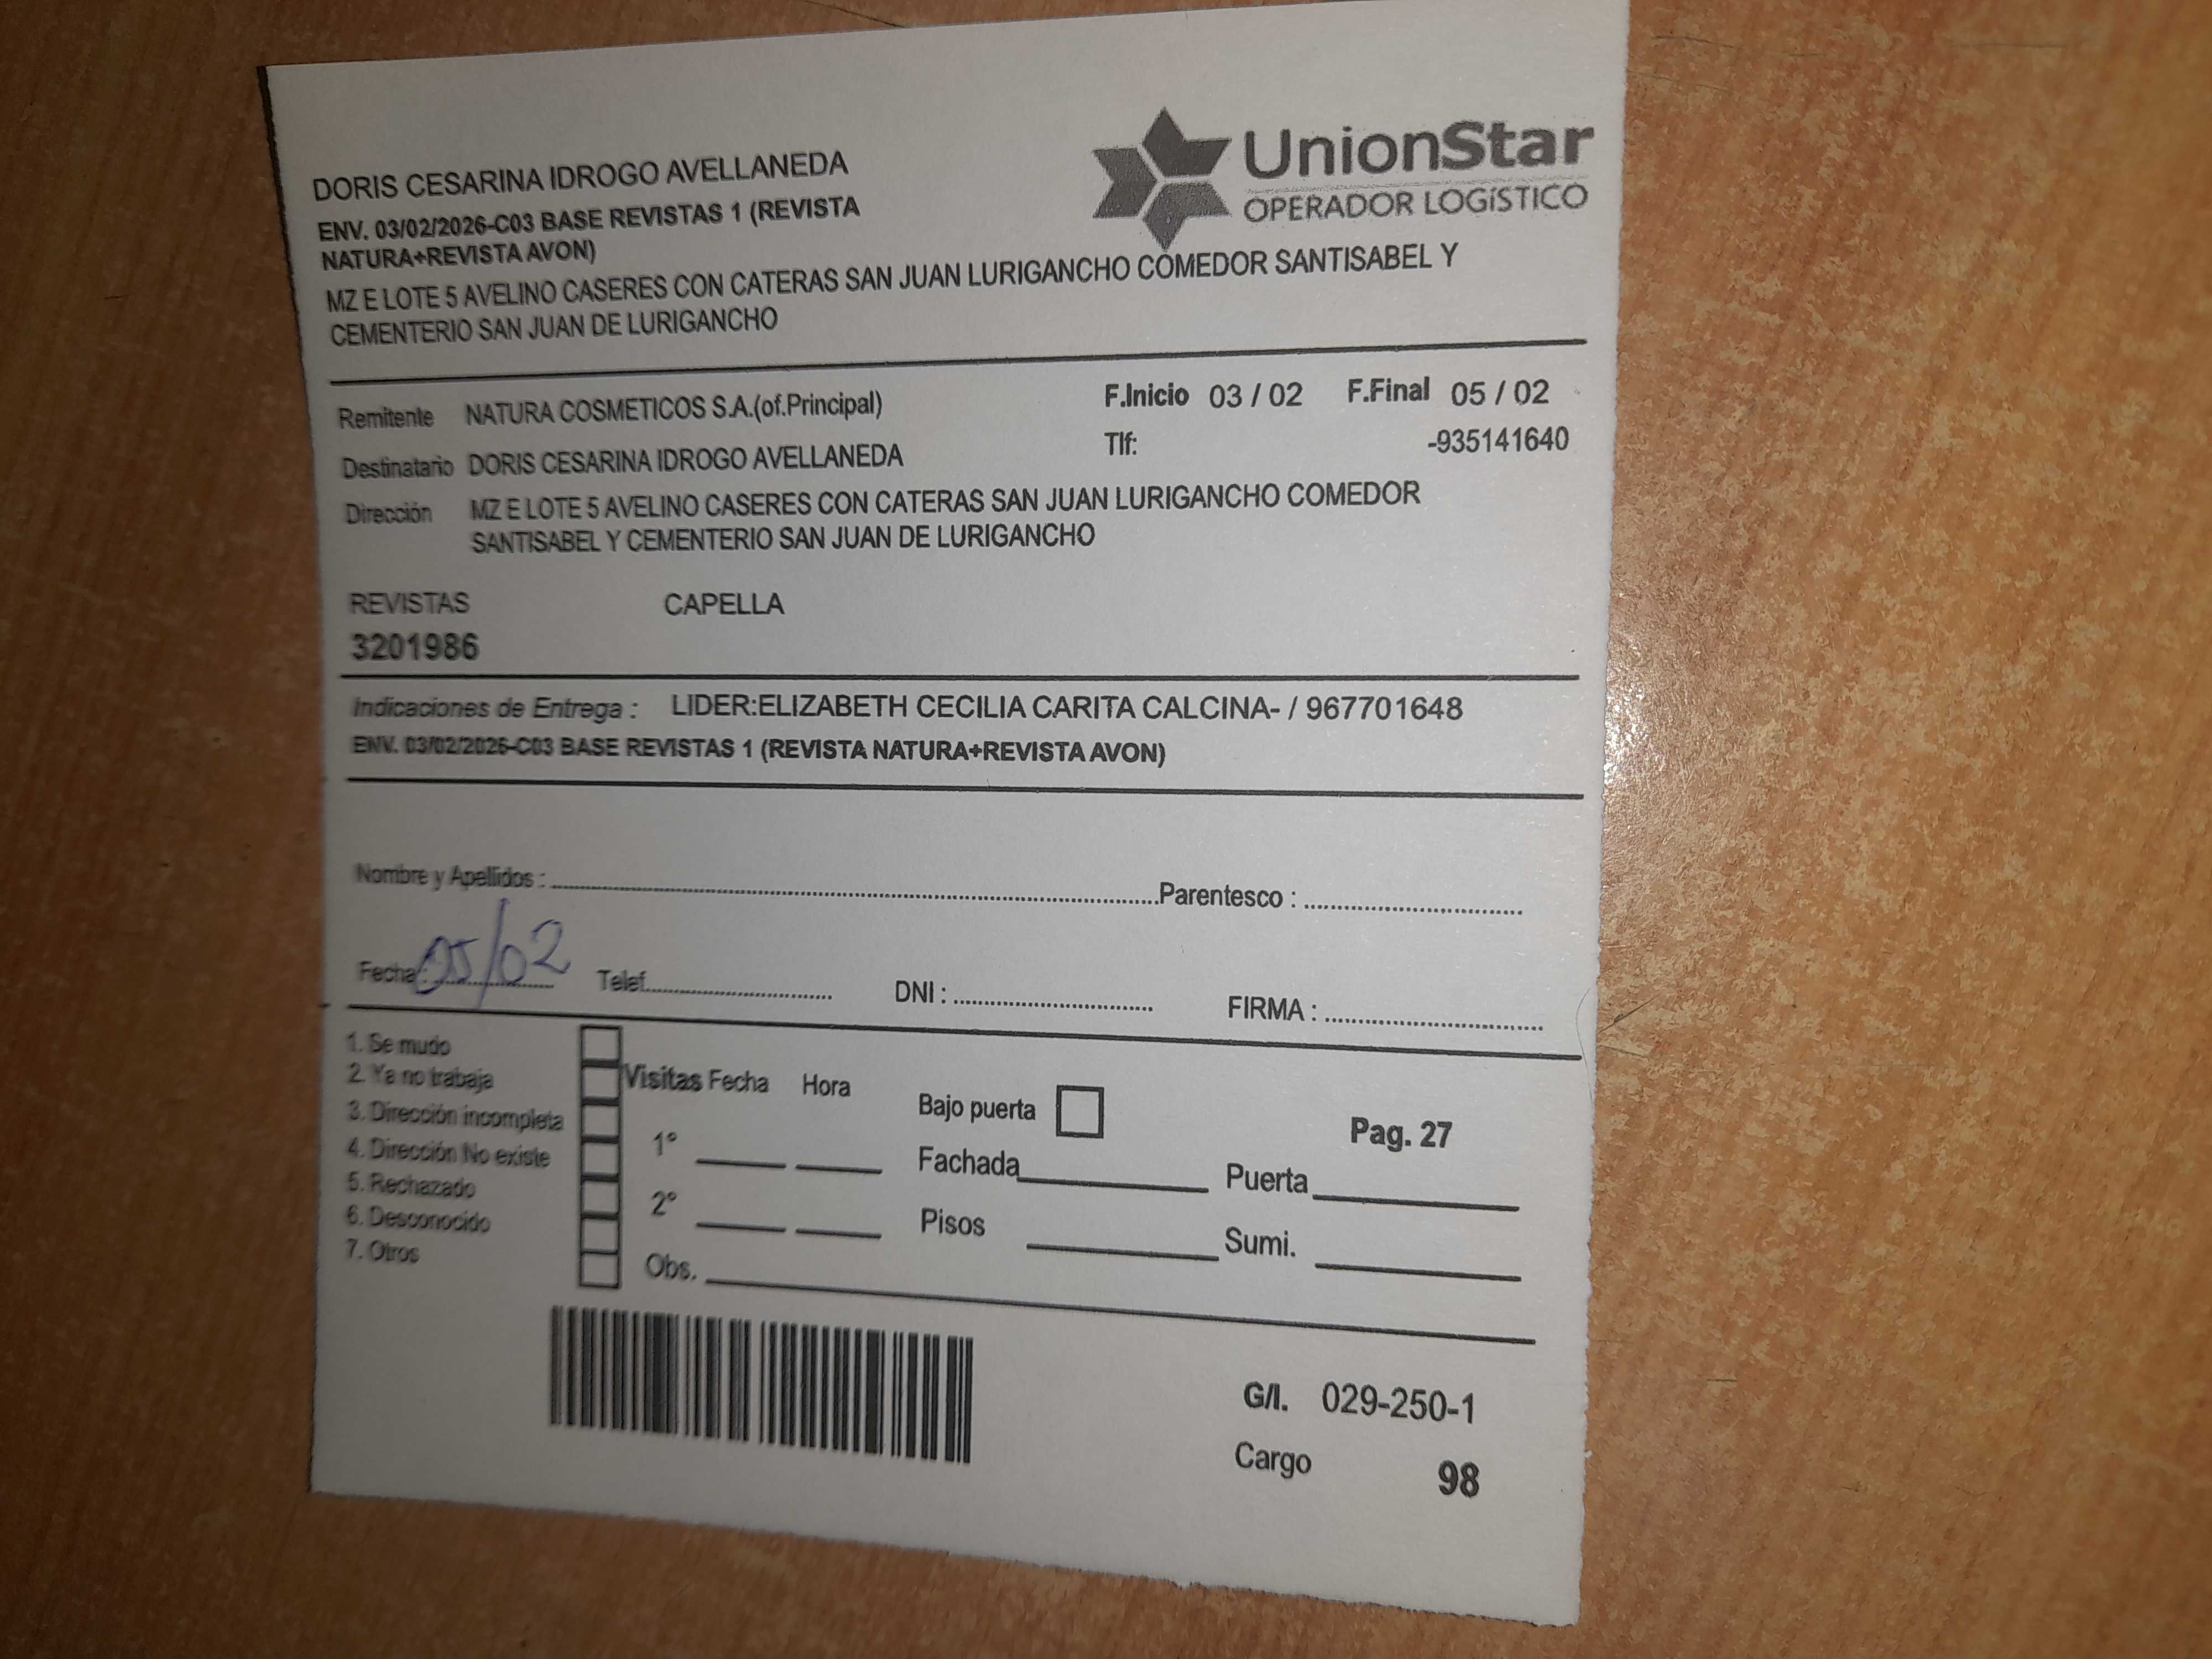 DORIS CESARINA IDROGO AVELLANEDA
ENV. 03/02/2026-C03 BASE REVISTAS 1 (REVISTA
NATURA+REVISTA AVON)
UnionStar
OPERADOR LOGÍSTICO
MZ E LOTE 5 AVELINO CASERES CON CATERAS SAN JUAN LURIGANCHO COMEDOR SANTISABEL Y
CEMENTERIO SAN JUAN DE LURIGANCHO
Remitente NATURA COSMETICOS S.A.(of.Principal) F.Inicio 03 / 02 F.Final 05 / 02
Destinatario DORIS CESARINA IDROGO AVELLANEDA Tlf: -935141640
Dirección MZ E LOTE 5 AVELINO CASERES CON CATERAS SAN JUAN LURIGANCHO COMEDOR
SANTISABEL Y CEMENTERIO SAN JUAN DE LURIGANCHO
REVISTAS CAPELLA
3201986
Indicaciones de Entrega : LIDER:ELIZABETH CECILIA CARITA CALCINA- / 967701648
ENV. 03/02/2026-C03 BASE REVISTAS 1 (REVISTA NATURA+REVISTA AVON)
Nombre y Apellidos : Parentesco :
Fecha : 05/02 Telef. DNI : FIRMA :
1. Se mudo
2. Ya no trabaja Visitas Fecha Hora Bajo puerta Pag. 27
3. Dirección incompleta
4. Dirección No existe 1° Fachada Puerta
5. Rechazado
6. Desconocido 2° Pisos Sumi.
7. Otros Obs.
G/I. 029-250-1
Cargo 98